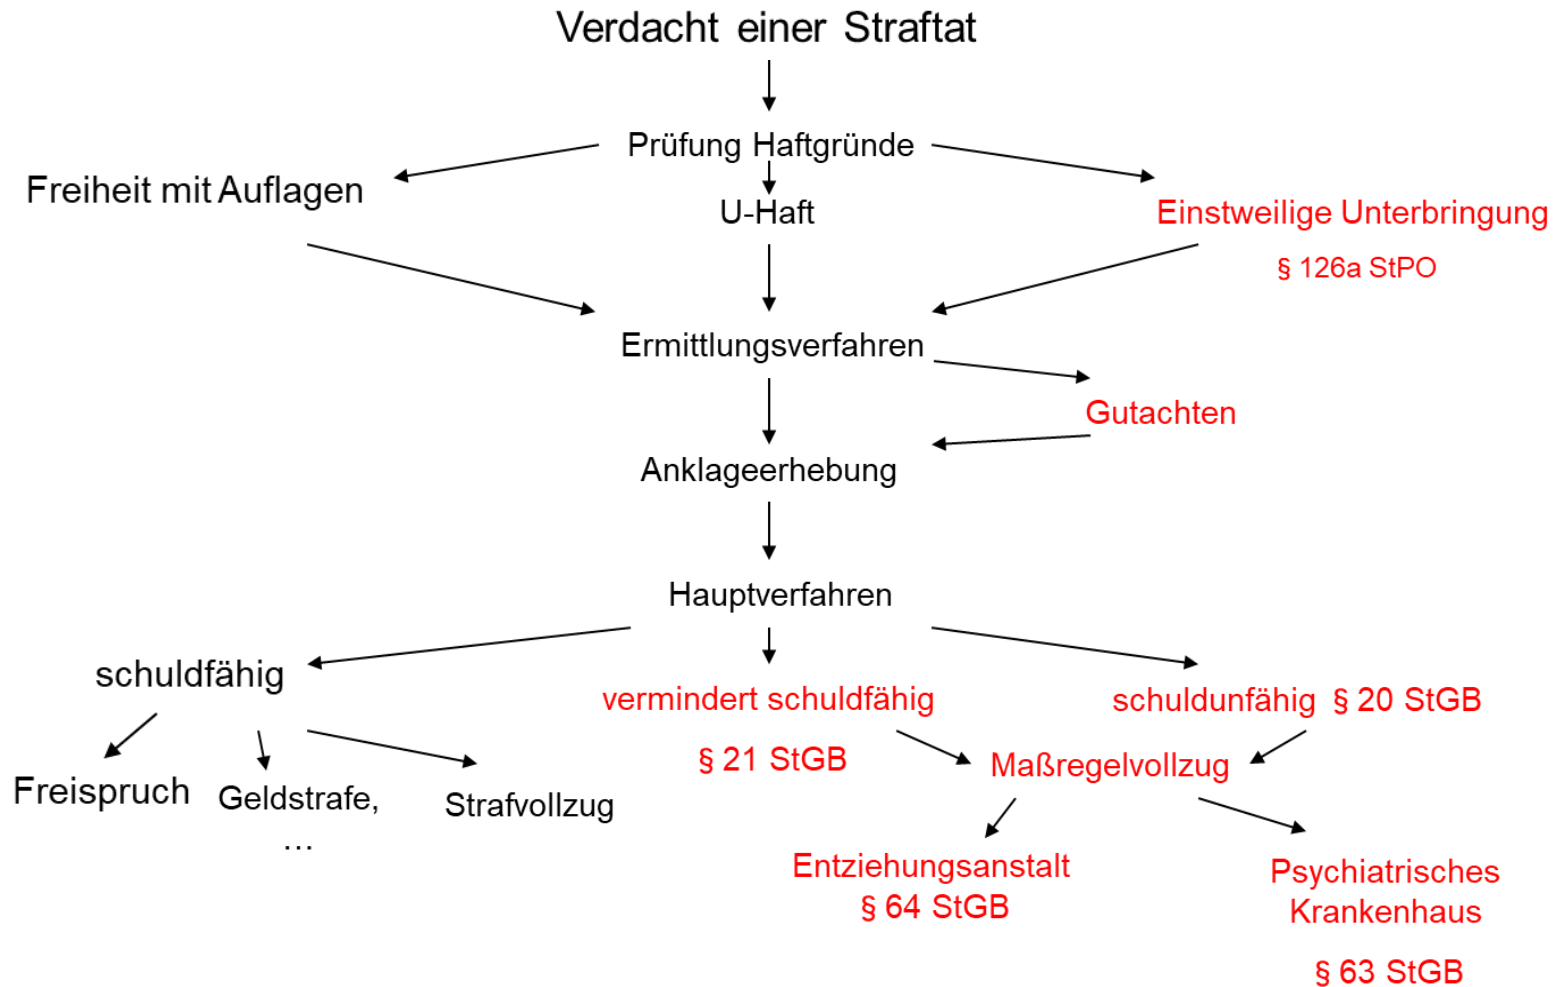 Verdacht einer Straftat
Prüfung Haftgründe
Freiheit mit Auflagen
U-Haft
Einstweilige Unterbringung
§ 126a StPO
Ermittlungsverfahren
Gutachten
Anklageerhebung
Hauptverfahren
schuldfähig
vermindert schuldfähig
§ 21 StGB
schuldunfähig § 20 StGB
Maßregelvollzug
Freispruch
Geldstrafe,
...
Strafvollzug
Entziehungsanstalt
§ 64 StGB
Psychiatrisches
Krankenhaus
§ 63 StGB